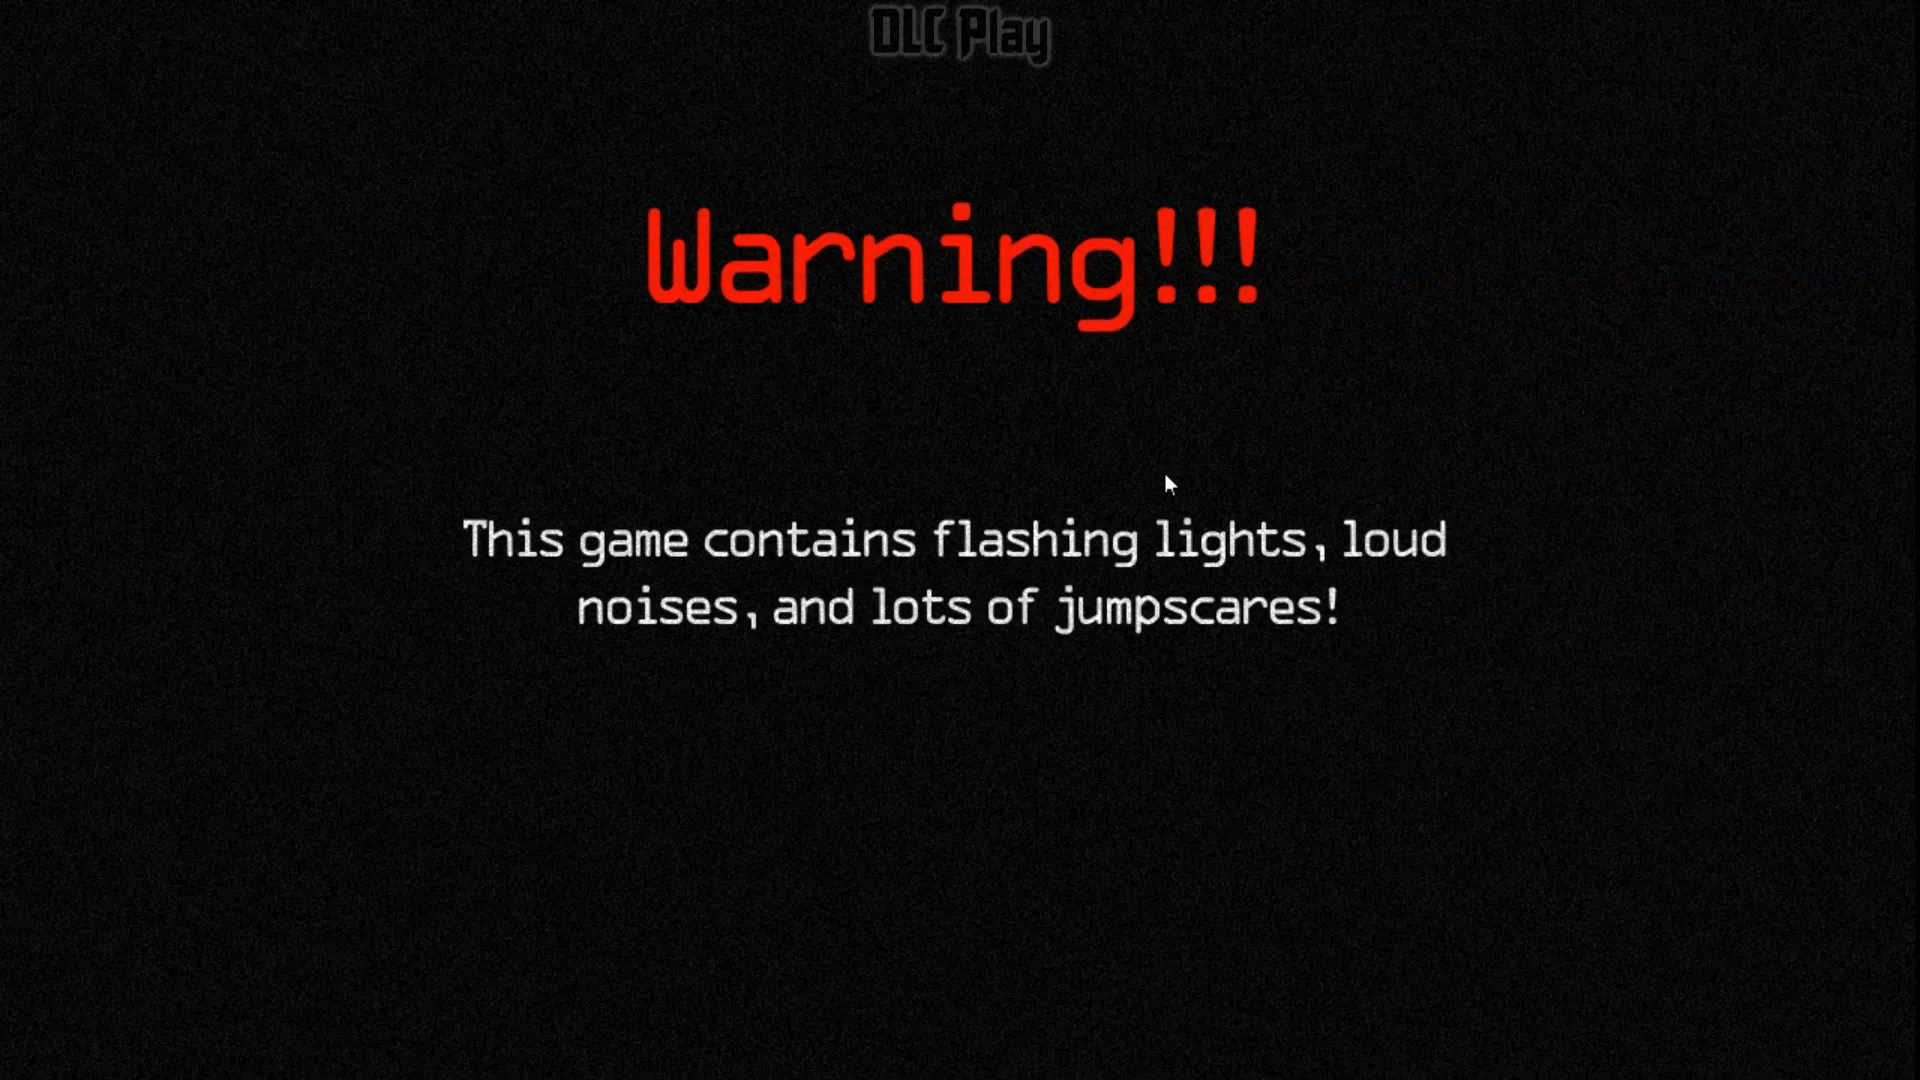 DLC Play
Warning!!!
This game contains flashing lights, loud
noises, and lots of jumpscares!